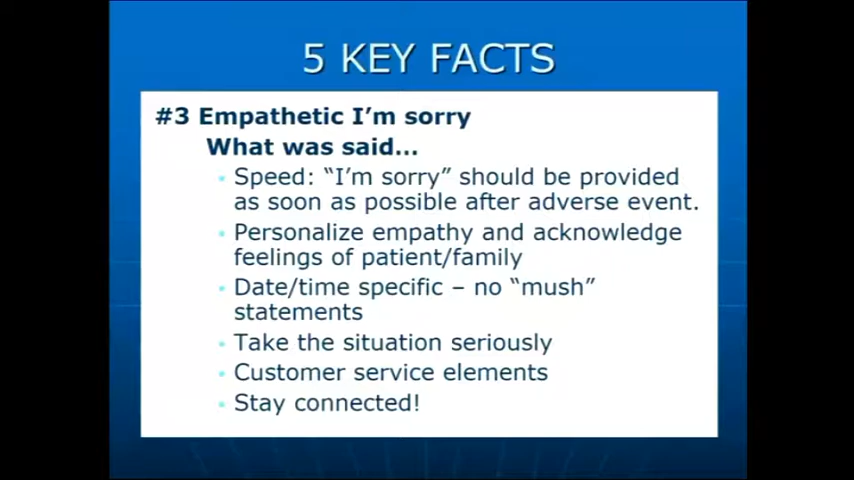 5 KEY FACTS
#3 Empathetic I'm sorry
What was said...
• Speed: “I'm sorry” should be provided
as soon as possible after adverse event.
• Personalize empathy and acknowledge
feelings of patient/family
• Date/time specific – no “mush”
statements
• Take the situation seriously
• Customer service elements
• Stay connected!